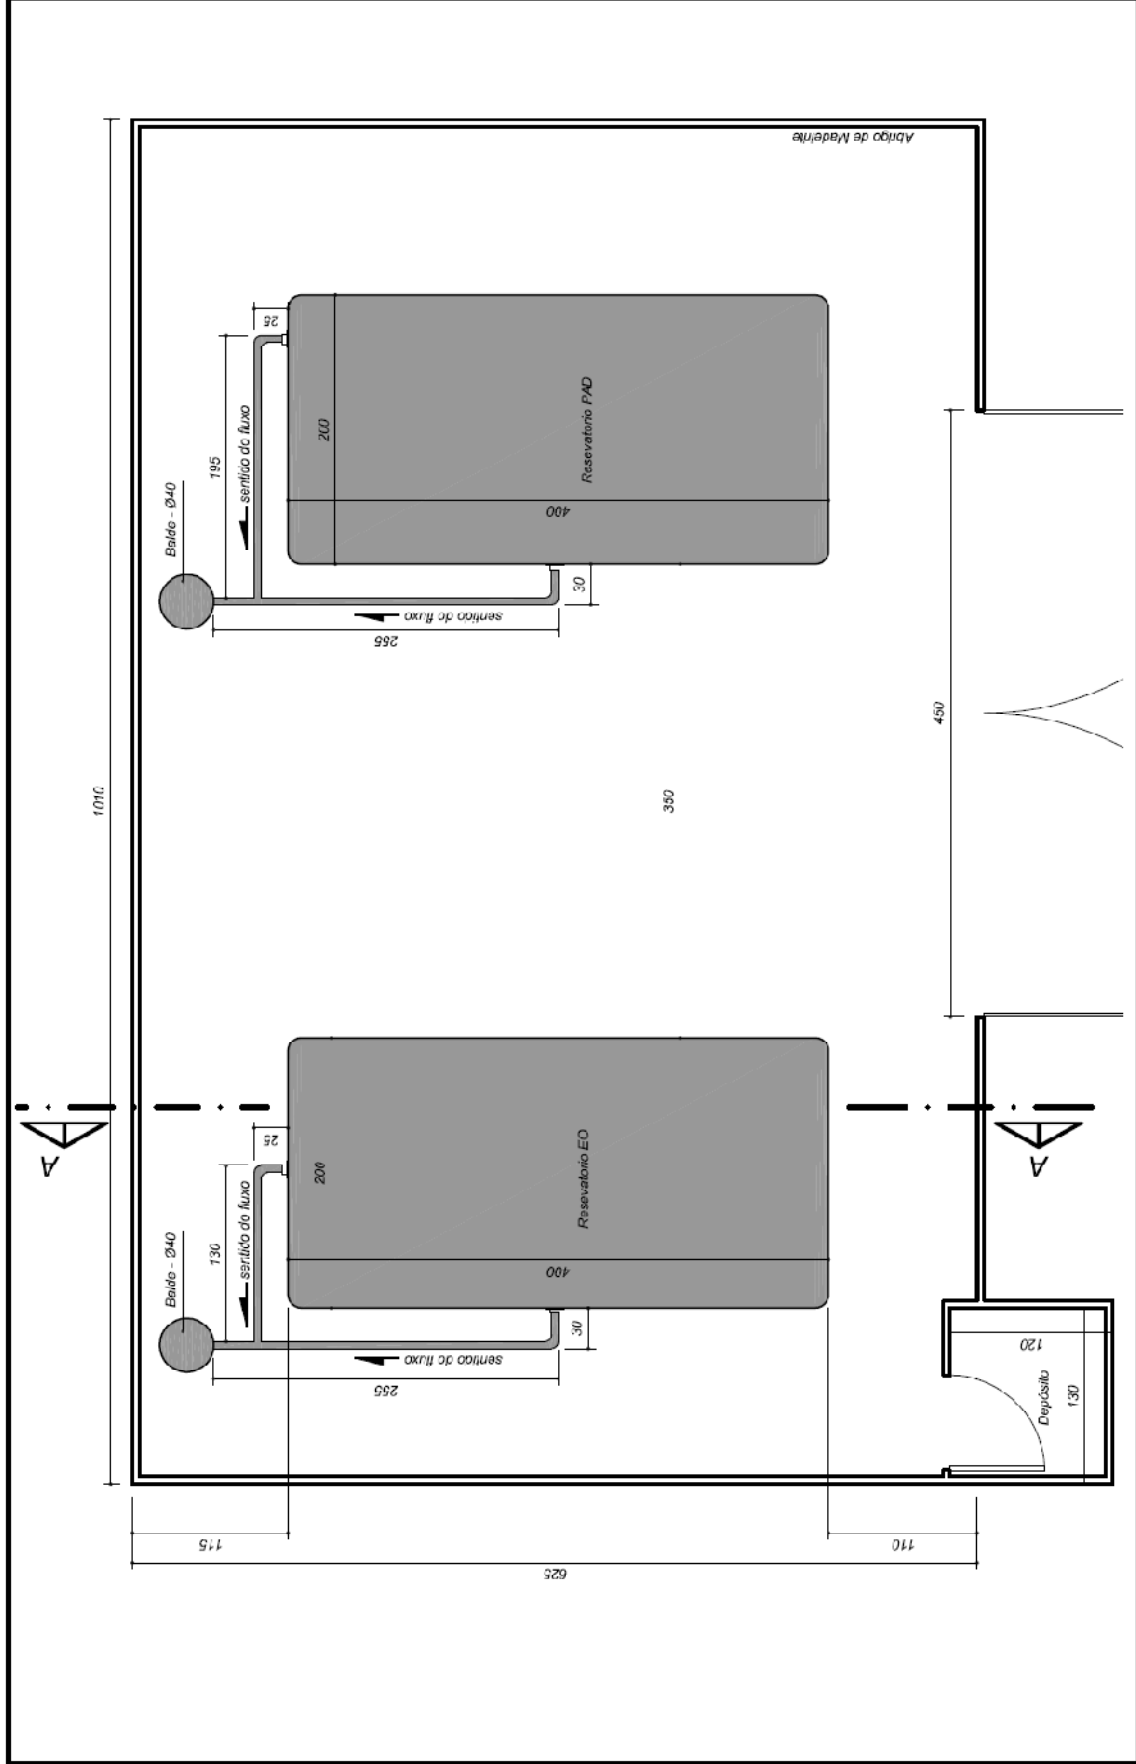 Abrigo de Madeirite
25
195
sentido do fluxo
200
Resevatorio PAD
400
Balde - Ø40
30
sentido do fluxo
255
1010
350
450
A
A
25
130
sentido do fluxo
200
Resevatorio EO
400
Balde - Ø40
30
sentido do fluxo
255
120
Depósito
130
115
110
625